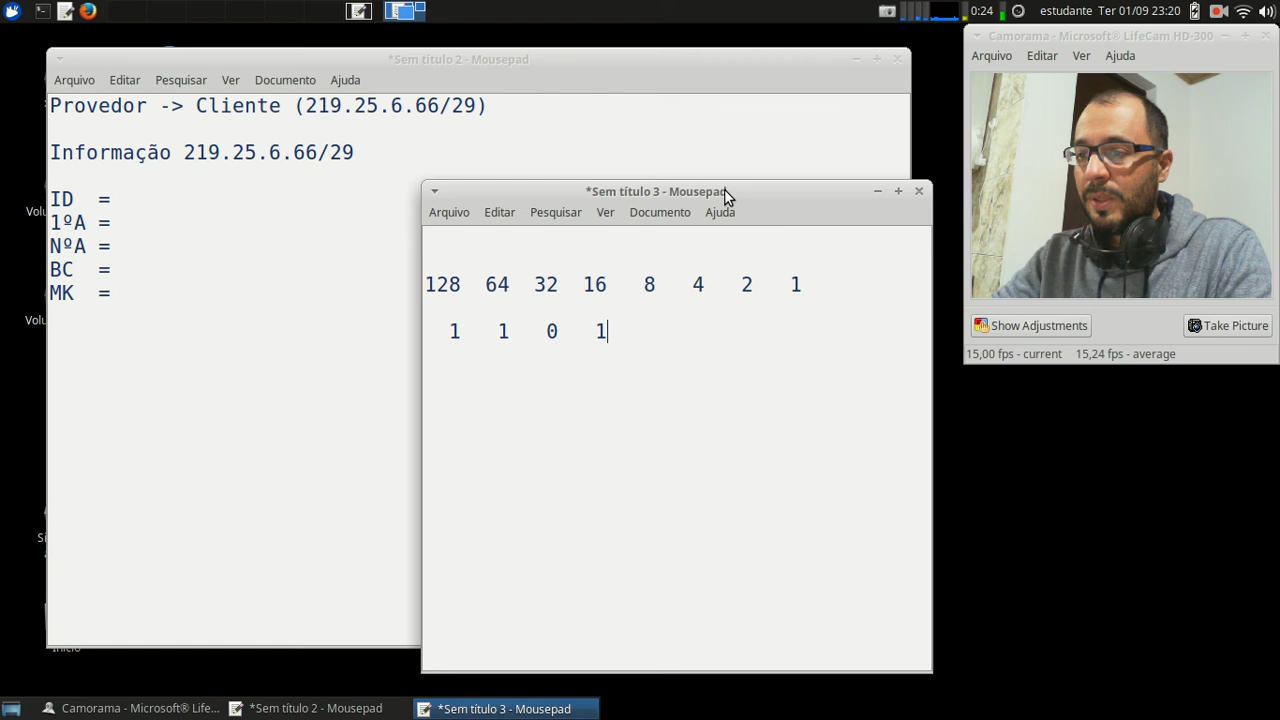 0:24 estudante Ter 01/09 23:20
*Sem título 2 - Mousepad
Arquivo Editar Pesquisar Ver Documento Ajuda
Provedor -> Cliente (219.25.6.66/29)
Informação 219.25.6.66/29
ID =
1ºA =
NºA =
BC =
MK =
*Sem título 3 - Mousepad
Arquivo Editar Pesquisar Ver Documento Ajuda
128 64 32 16 8 4 2 1
1 1 0 1
Camorama - Microsoft® LifeCam HD-300
Arquivo Editar Ver Ajuda
Show Adjustments Take Picture
15,00 fps - current 15,24 fps - average
Volu
Volu
Si
Início
Camorama - Microsoft® Life... *Sem título 2 - Mousepad *Sem título 3 - Mousepad